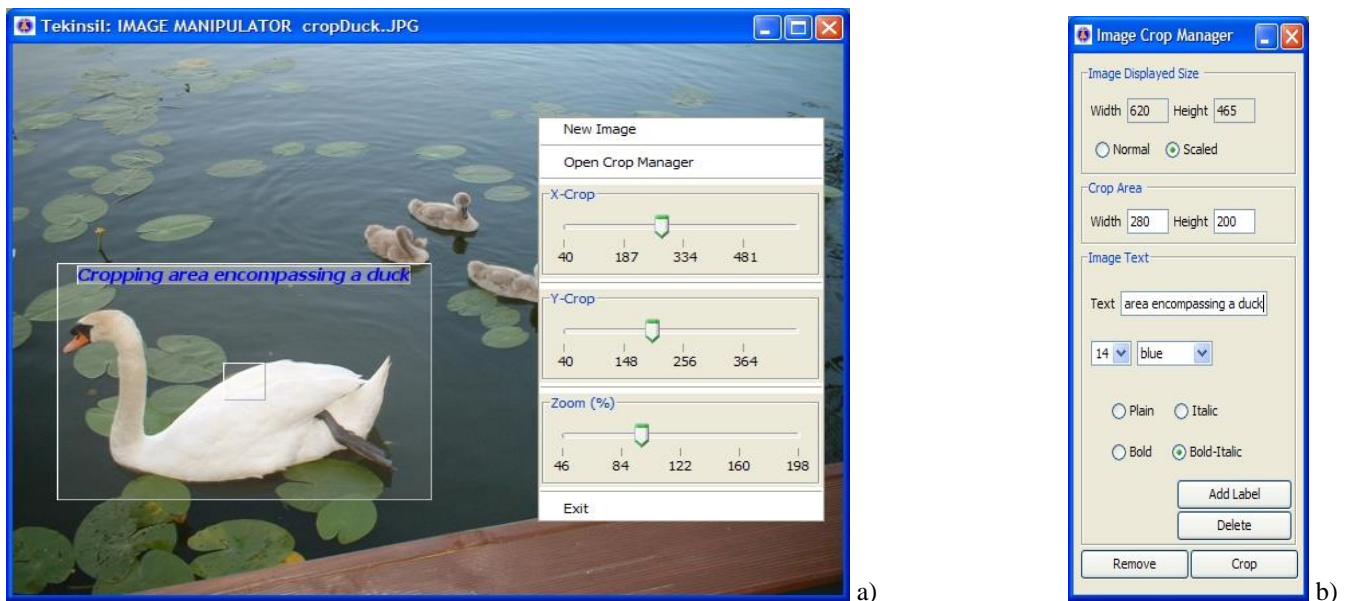 Tekinsil: IMAGE MANIPULATOR cropDuck.JPG
New Image
Open Crop Manager
X-Crop
40 187 334 481
Y-Crop
40 148 256 364
Zoom (%)
46 84 122 160 198
Exit
Cropping area encompassing a duck
a)
Image Crop Manager
Image Displayed Size
Width 620 Height 465
Normal Scaled
Crop Area
Width 280 Height 200
Image Text
Text area encompassing a duck
14 blue
Plain Italic
Bold Bold-Italic
Add Label
Delete
Remove Crop
b)